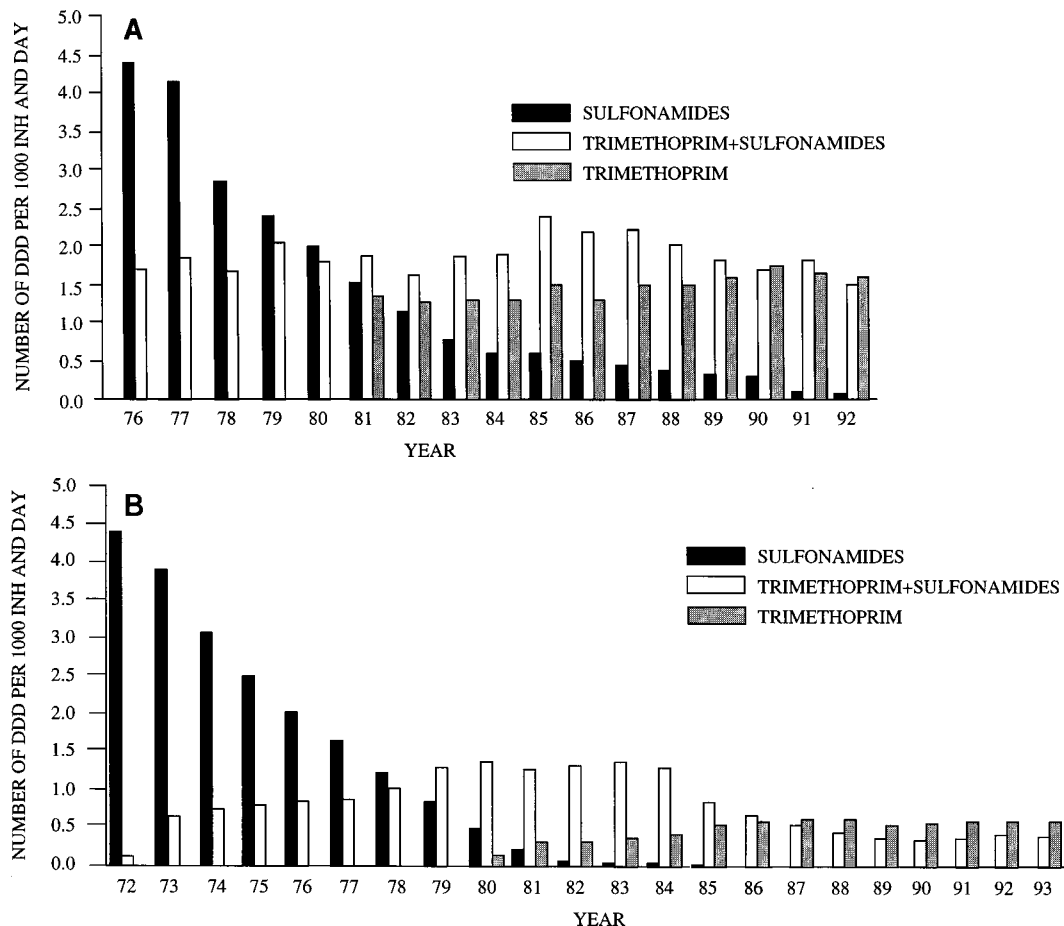 A
NUMBER OF DDD PER 1000 INH AND DAY
5.0
4.5
4.0
3.5
3.0
2.5
2.0
1.5
1.0
0.5
0.0
SULFONAMIDES
TRIMETHOPRIM+SULFONAMIDES
TRIMETHOPRIM
76 77 78 79 80 81 82 83 84 85 86 87 88 89 90 91 92
YEAR
B
NUMBER OF DDD PER 1000 INH AND DAY
5.0
4.5
4.0
3.5
3.0
2.5
2.0
1.5
1.0
0.5
0.0
SULFONAMIDES
TRIMETHOPRIM+SULFONAMIDES
TRIMETHOPRIM
72 73 74 75 76 77 78 79 80 81 82 83 84 85 86 87 88 89 90 91 92 93
YEAR